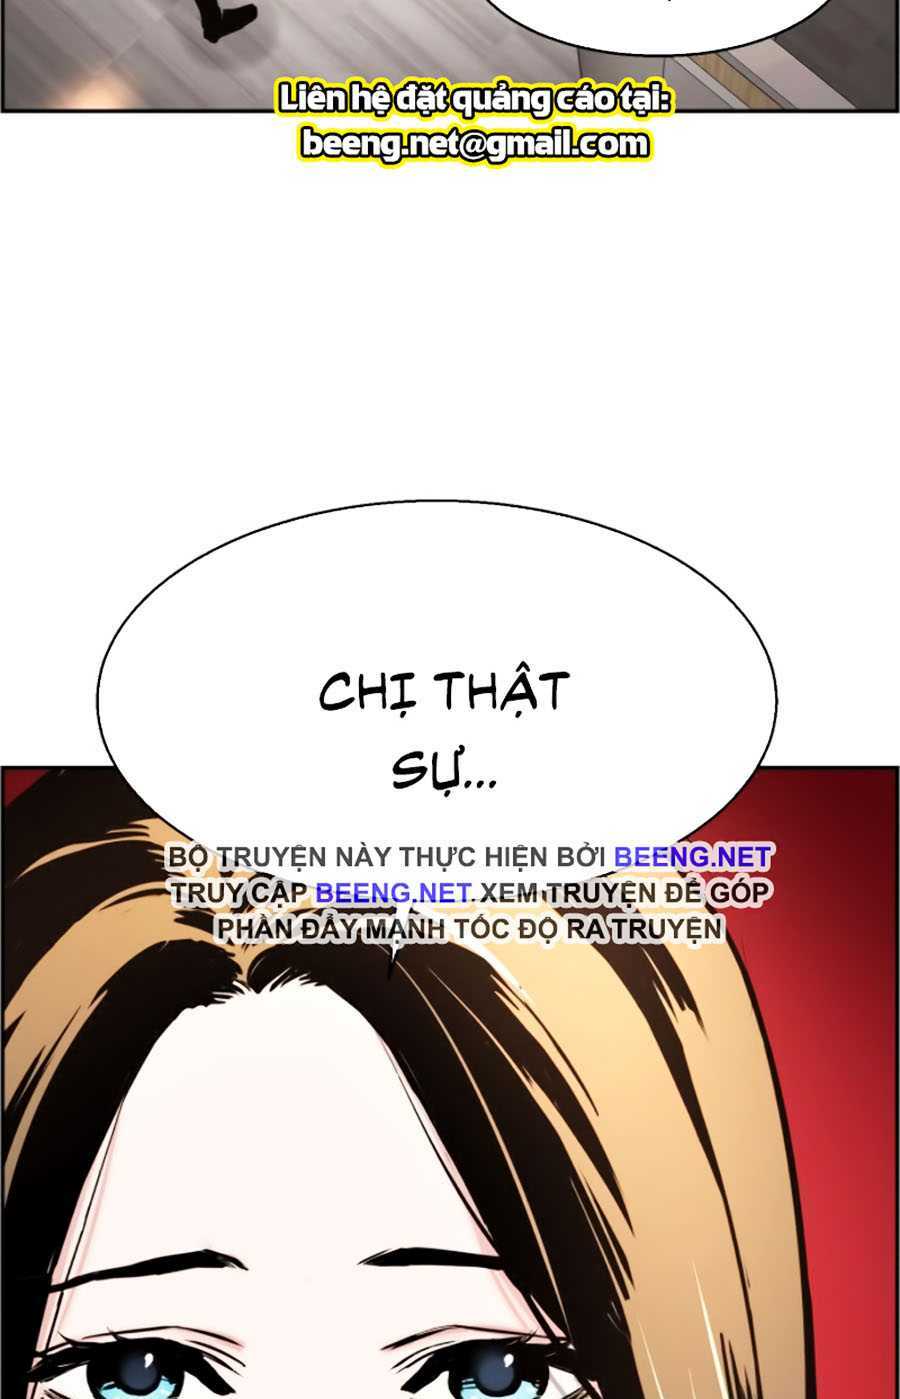 Liên hệ đặt quảng cáo tại:
beeng.net@gmail.com
CHỊ THẬT
SỰ...
BỘ TRUYỆN NÀY THỰC HIỆN BỞI BEENG.NET
TRUY CẬP BEENG.NET XEM TRUYỆN ĐỂ GÓP
PHẦN ĐẨY MẠNH TỐC ĐỘ RA TRUYỆN